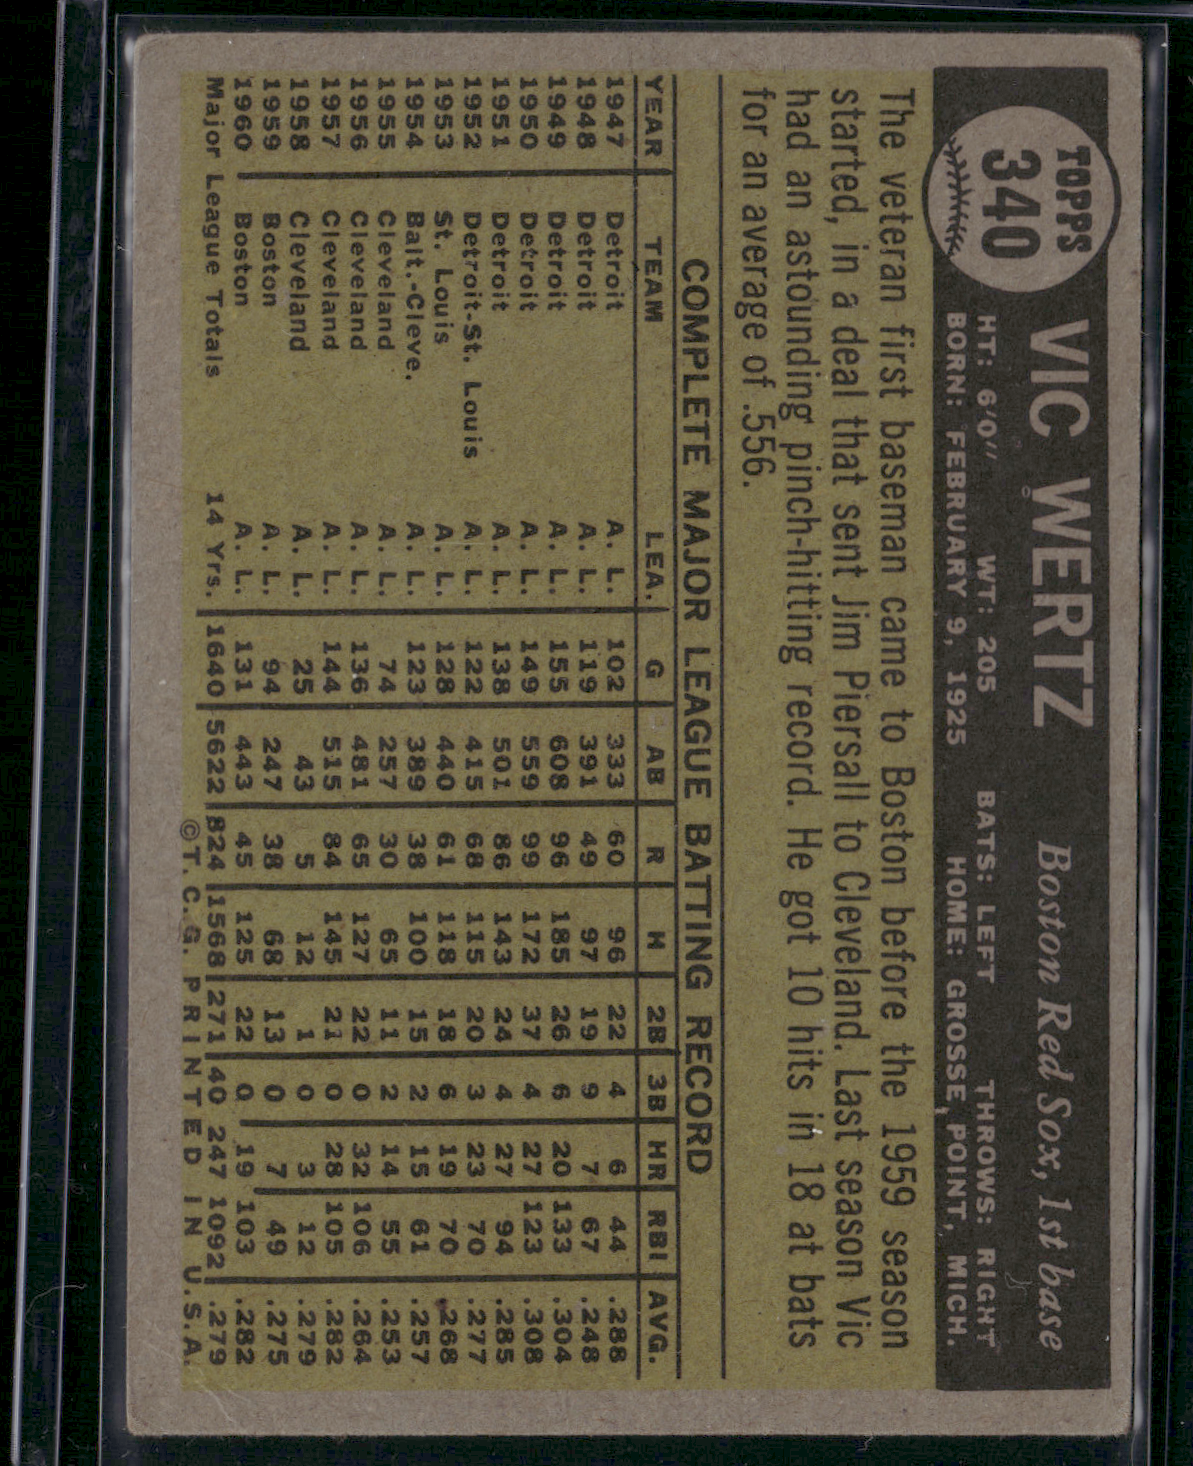 TOPPS
340
VIC WERTZ Boston Red Sox, 1st base
HT: 6'0" WT: 205 BATS: LEFT THROWS: RIGHT
BORN: FEBRUARY 9, 1925 HOME: GROSSE POINT, MICH.
The veteran first baseman came to Boston before the 1959 season
started, in a deal that sent Jim Piersall to Cleveland. Last season Vic
had an astounding pinch-hitting record. He got 10 hits in 18 at bats
for an average of .556.
COMPLETE MAJOR LEAGUE BATTING RECORD
YEAR TEAM LEA. G AB R H 2B 3B HR RBI AVG.
1947 Detroit A. L. 102 333 60 96 22 4 6 44 .288
1948 Detroit A. L. 119 391 49 97 19 9 7 67 .248
1949 Detroit A. L. 155 608 96 185 26 6 20 133 .304
1950 Detroit A. L. 149 559 99 172 37 4 27 123 .308
1951 Detroit A. L. 138 501 86 143 24 4 27 94 .285
1952 Detroit-St. Louis A. L. 122 415 68 115 20 3 23 70 .277
1953 St. Louis A. L. 128 440 61 118 18 6 19 70 .268
1954 Balt.-Cleve. A. L. 123 389 38 100 15 2 15 61 .257
1955 Cleveland A. L. 74 257 30 65 11 2 14 55 .253
1956 Cleveland A. L. 136 481 65 127 22 0 32 106 .264
1957 Cleveland A. L. 144 515 84 145 21 0 28 105 .282
1958 Cleveland A. L. 25 43 5 12 1 0 3 12 .279
1959 Boston A. L. 94 247 38 68 13 0 7 49 .275
1960 Boston A. L. 131 443 45 125 22 0 19 103 .282
Major League Totals 14 Yrs. 1640 5622 824 1568 271 40 247 1092 .279
© T. C. G. PRINTED IN U.S.A.